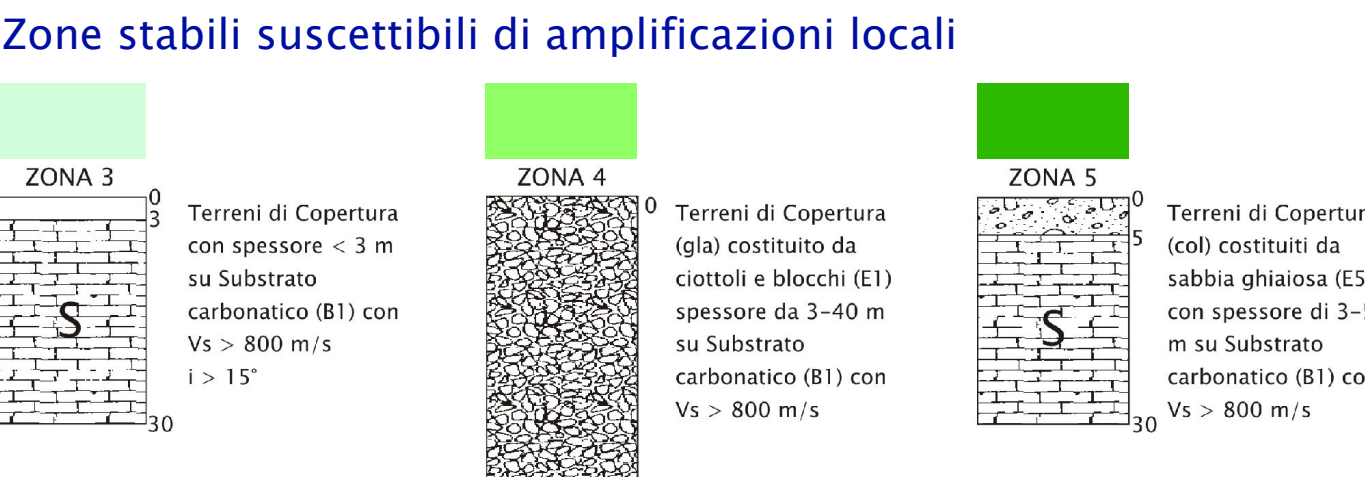 Zone stabili suscettibili di amplificazioni locali
ZONA 3
0
3
S
30
Terreni di Copertura
con spessore < 3 m
su Substrato
carbonatico (B1) con
Vs > 800 m/s
i > 15°
ZONA 4
0
Terreni di Copertura
(gla) costituito da
ciottoli e blocchi (E1)
spessore da 3-40 m
su Substrato
carbonatico (B1) con
Vs > 800 m/s
ZONA 5
0
5
S
30
Terreni di Copertur
(col) costituiti da
sabbia ghiaiosa (E5
con spessore di 3-5
m su Substrato
carbonatico (B1) co
Vs > 800 m/s